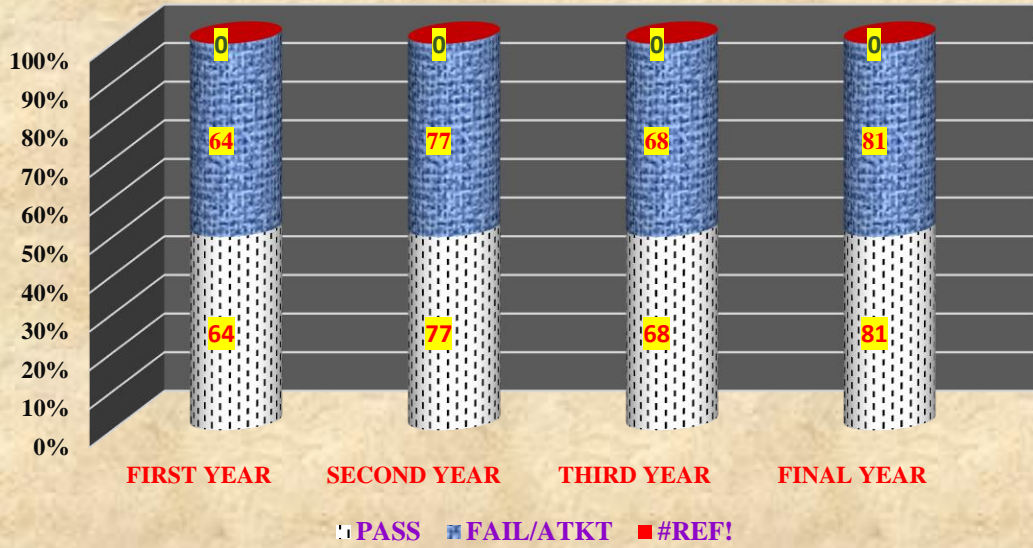 100%
90%
80%
70%
60%
50%
40%
30%
20%
10%
0%
0 0 0 0
64 77 68 81
64 77 68 81
FIRST YEAR SECOND YEAR THIRD YEAR FINAL YEAR
PASS FAIL/ATKT #REF!